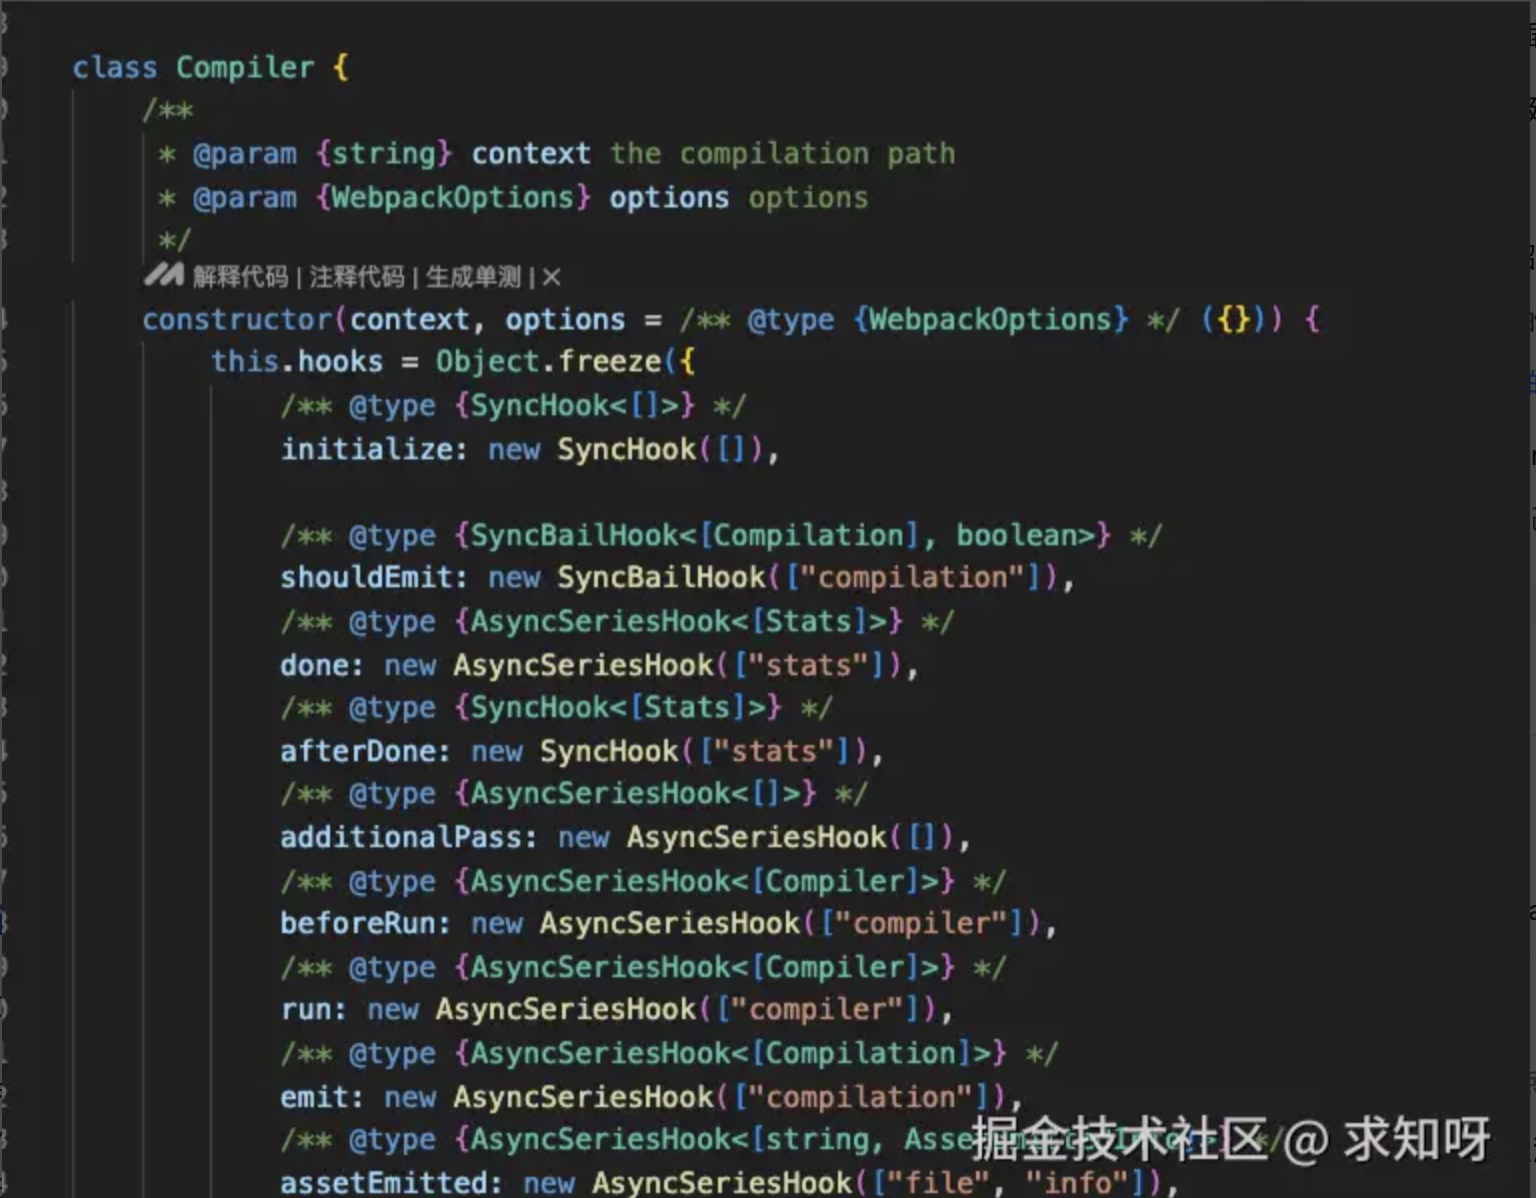 class Compiler {
/**
* @param {string} context the compilation path
* @param {WebpackOptions} options options
*/
解释代码 | 注释代码 | 生成单测 | ×
constructor(context, options = /** @type {WebpackOptions} */ ({})) {
this.hooks = Object.freeze({
/** @type {SyncHook<[]>} */
initialize: new SyncHook([]),
/** @type {SyncBailHook<[Compilation], boolean>} */
shouldEmit: new SyncBailHook(["compilation"]),
/** @type {AsyncSeriesHook<[Stats]>} */
done: new AsyncSeriesHook(["stats"]),
/** @type {SyncHook<[Stats]>} */
afterDone: new SyncHook(["stats"]),
/** @type {AsyncSeriesHook<[]>} */
additionalPass: new AsyncSeriesHook([]),
/** @type {AsyncSeriesHook<[Compiler]>} */
beforeRun: new AsyncSeriesHook(["compiler"]),
/** @type {AsyncSeriesHook<[Compiler]>} */
run: new AsyncSeriesHook(["compiler"]),
/** @type {AsyncSeriesHook<[Compilation]>} */
emit: new AsyncSeriesHook(["compilation"]),
/** @type {AsyncSeriesHook<[string, */
assetEmitted: new AsyncSeriesHook(["file", "info"]),
掘金技术社区 @ 求知呀